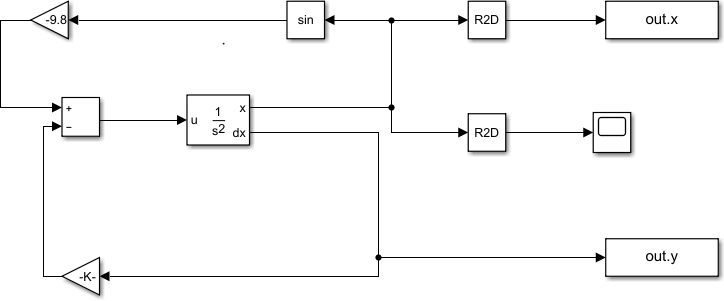 -9.8
sin
R2D
out.x
+
−
u
1
s2
x
dx
R2D
-K-
out.y